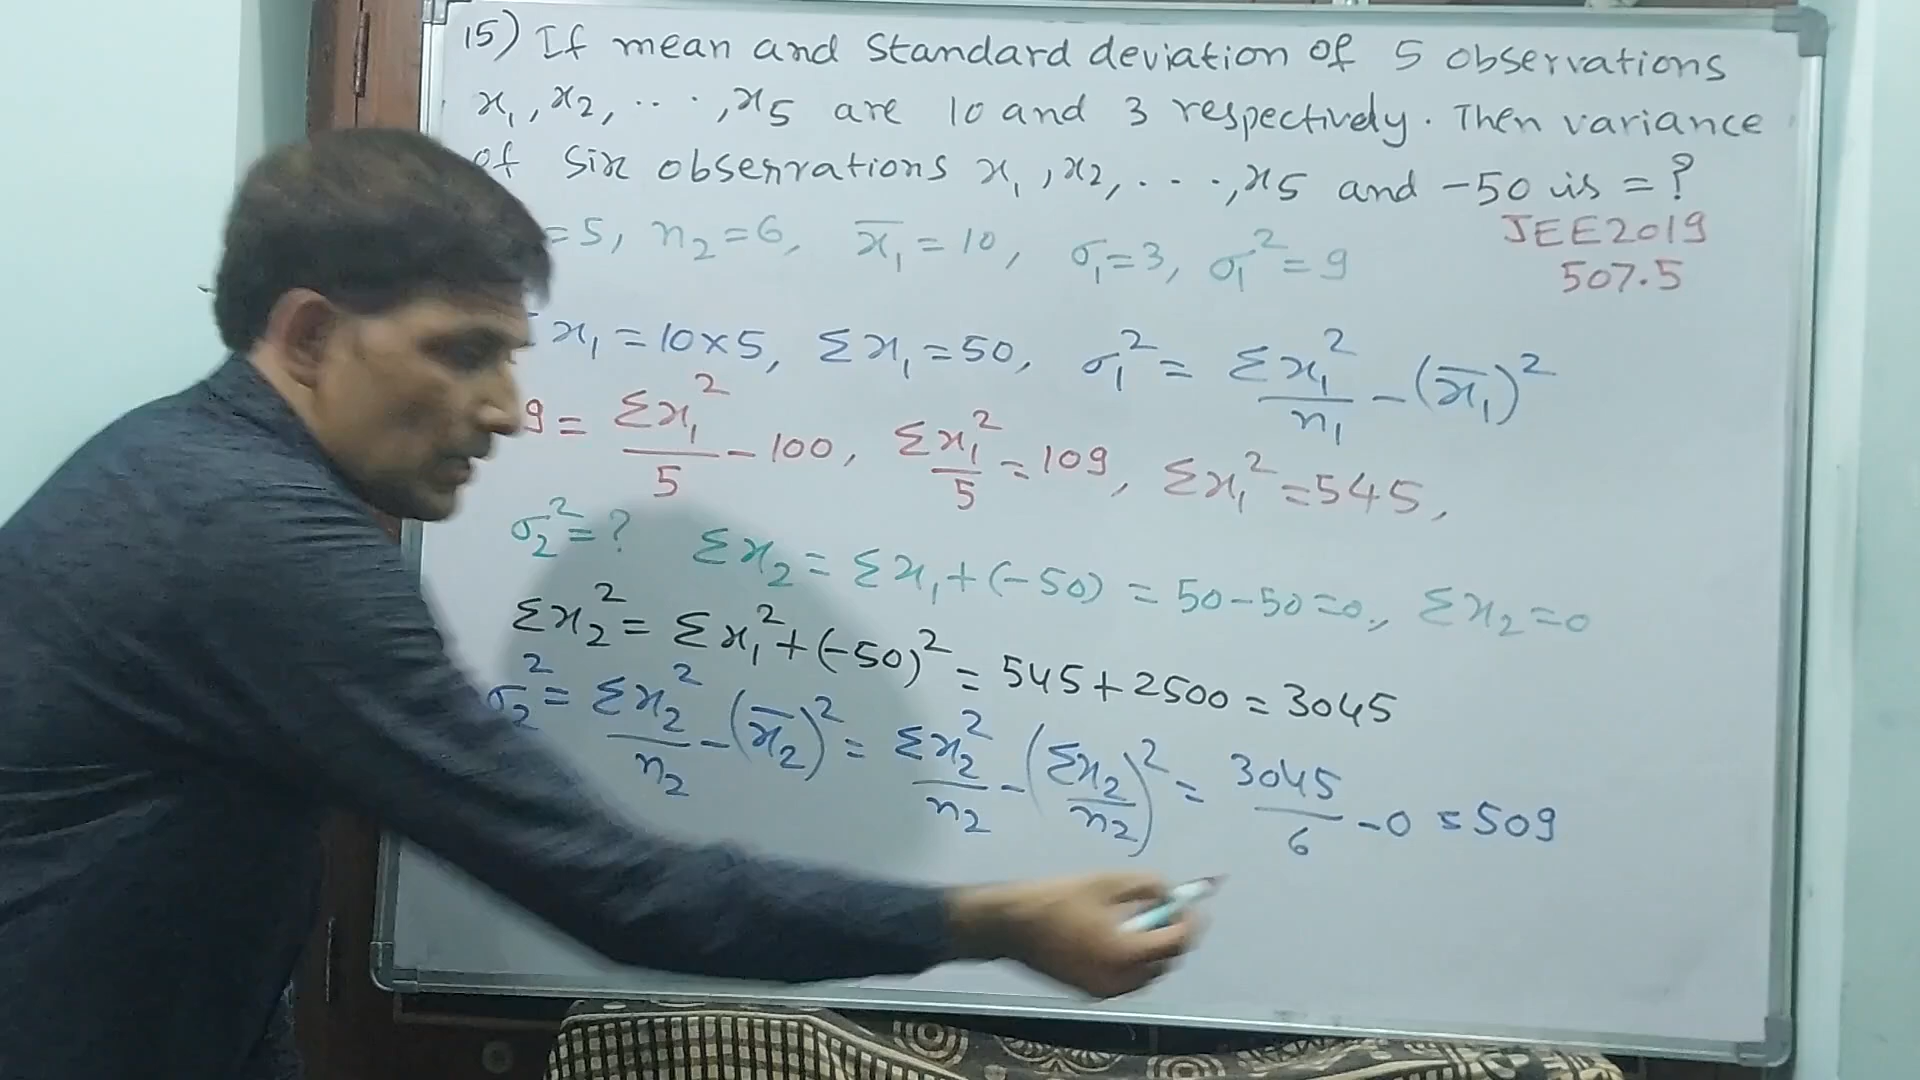 15) If mean and standard deviation of 5 observations
x₁, x₂, ...., x₅ are 10 and 3 respectively. Then variance
of six observations x₁, x₂, ...., x₅ and -50 is = ?
JEE2019
507.5
=5, n₂=6, x̄₁=10, σ₁=3, σ₁²=9
x₁ = 10×5, Σx₁=50, σ₁² = Σx₁²/n₁ - (x̄₁)²
9 = Σx₁²/5 - 100, Σx₁²/5 = 109, Σx₁²=545,
σ₂²=? Σx₂ = Σx₁+(-50) = 50-50=0, Σx₂=0
Σx₂² = Σx₁²+(-50)² = 545+2500 = 3045
σ₂² = Σx₂²/n₂ - (x̄₂)² = Σx₂²/n₂ - (Σx₂/n₂)² = 3045/6 - 0 = 509